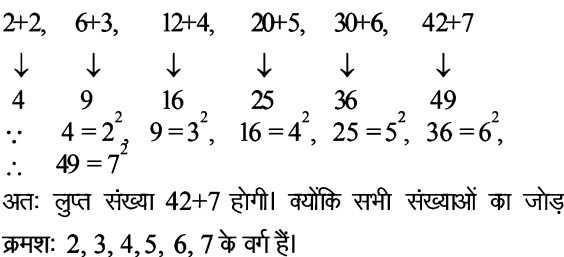 2+2, 6+3, 12+4, 20+5, 30+6, 42+7
↓ ↓ ↓ ↓ ↓ ↓
4 9 16 25 36 49
∵ 4 = 2², 9 = 3², 16 = 4², 25 = 5², 36 = 6²,
∴ 49 = 7²
अतः लुप्त संख्या 42+7 होगी। क्योंकि सभी संख्याओं का जोड़
क्रमशः 2, 3, 4, 5, 6, 7 के वर्ग हैं।